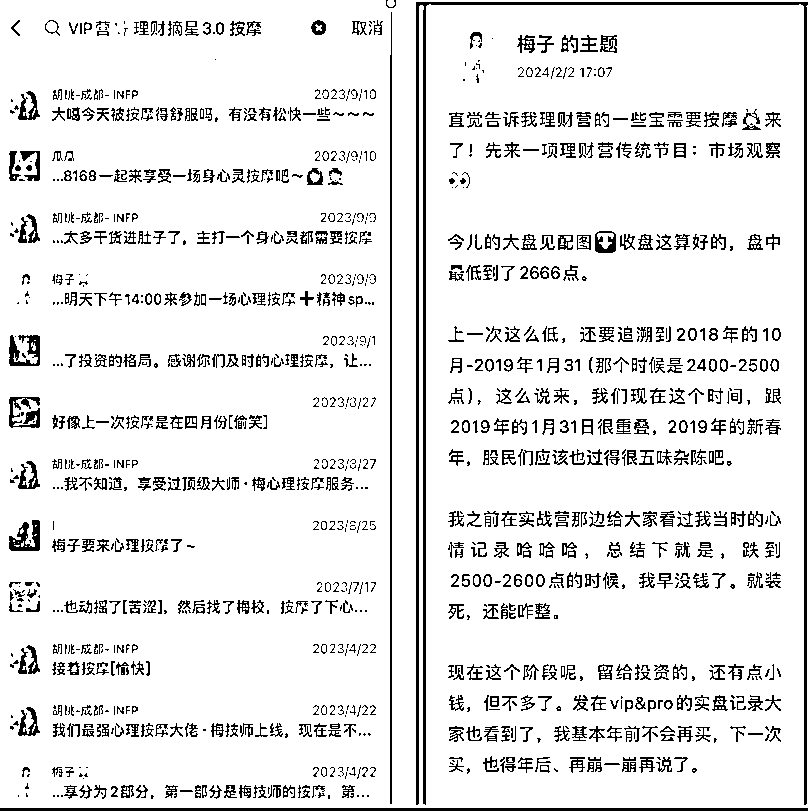 VIP营 理财摘星3.0 按摩
取消
胡桃-成都- INFP
2023/9/10
大嘎今天被按摩得舒服吗，有没有松快一些～～～
瓜瓜
2023/9/10
...8168一起来享受一场身心灵按摩吧～
胡桃-成都- INFP
2023/9/9
...太多干货进肚子了，主打一个身心灵都需要按摩
梅子
2023/9/9
...明天下午14:00来参加一场心理按摩➕精神sp...
2023/9/1
...了投资的格局。感谢你们及时的心理按摩，让...
好像上一次按摩是在四月份[偷笑]
胡桃-成都- INFP
...我不知道，享受过顶级大师·梅心理按摩服务...
梅子要来心理按摩了～
2023/7/17
...也动摇了[苦涩]，然后找了梅校，按摩了下心...
胡桃-成都- INFP
2023/4/22
接着按摩[愉快]
胡桃-成都- INFP
2023/4/22
我们最强心理按摩大佬·梅技师上线，现在是不...
梅子
2023/4/22
...享分为2部分，第一部分是梅技师的按摩，第...
梅子 的主题
2024/2/2 17:07
直觉告诉我理财营的一些宝需要按摩💆来
了！先来一项理财营传统节目：市场观察
👀
今儿的大盘见配图⬇️收盘这算好的，盘中
最低到了2666点。
上一次这么低，还要追溯到2018年的10
月-2019年1月31（那个时候是2400-2500
点），这么说来，我们现在这个时间，跟
2019年的1月31日很重叠，2019年的新春
年，股民们应该也过得很五味杂陈吧。
我之前在实战营那边给大家看过我当时的心
情记录哈哈哈，总结下就是，跌到
2500-2600点的时候，我早没钱了。就装
死，还能咋整。
现在这个阶段呢，留给投资的，还有点小
钱，但不多了。发在vip&pro的实盘记录大
家也看到了，我基本年前不会再买，下一次
买，也得年后、再崩一崩再说了。